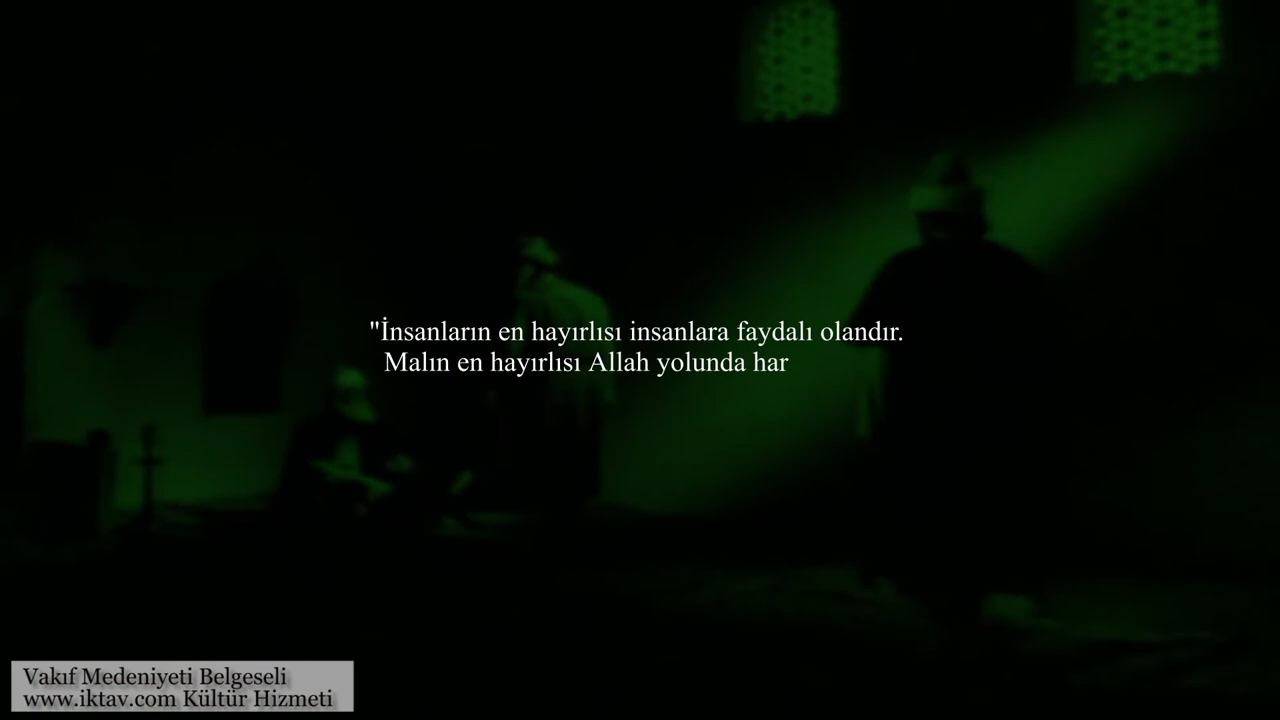 "İnsanların en hayırlısı insanlara faydalı olandır.
Malın en hayırlısı Allah yolunda har
Vakıf Medeniyeti Belgeseli
www.iktav.com Kültür Hizmeti